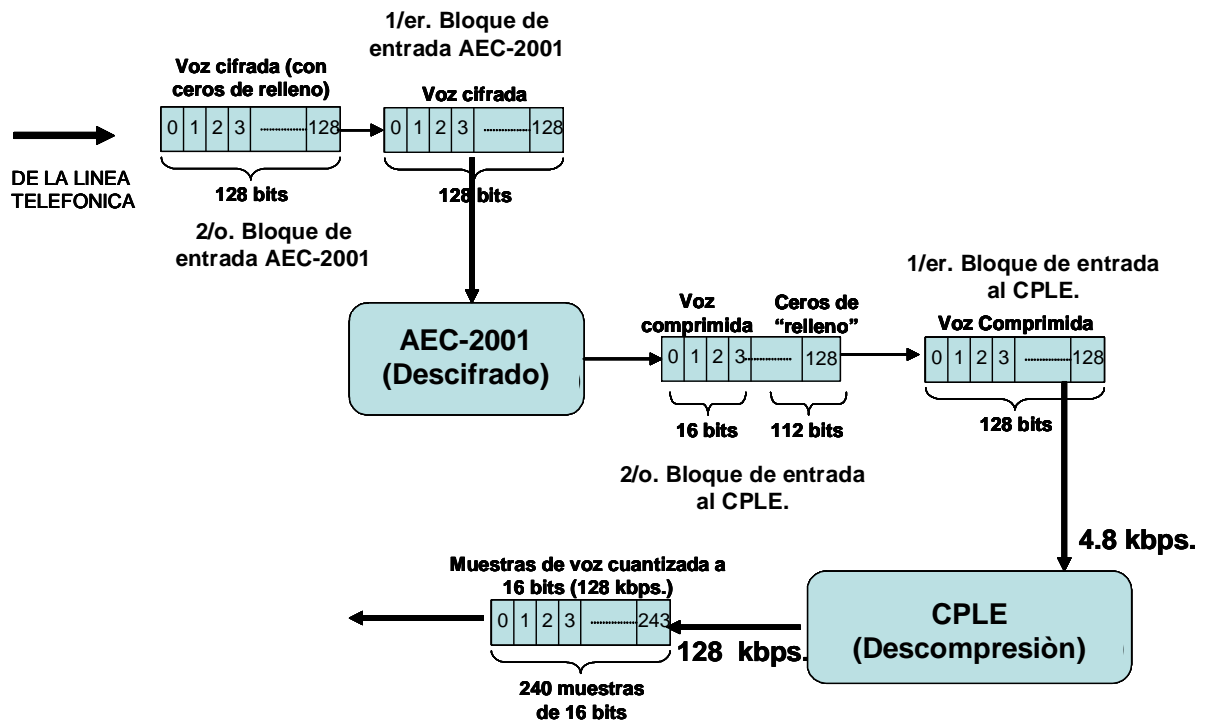 1/er. Bloque de
entrada AEC-2001
Voz cifrada (con
ceros de relleno)
Voz cifrada
0 1 2 3 ................ 128
0 1 2 3 ................ 128
DE LA LINEA
TELEFONICA
128 bits
128 bits
2/o. Bloque de
entrada AEC-2001
AEC-2001
(Descifrado)
Voz
comprimida
Ceros de
“relleno”
0 1 2 3 ............ 128
16 bits
112 bits
2/o. Bloque de entrada
al CPLE.
1/er. Bloque de entrada
al CPLE.
Voz Comprimida
0 1 2 3 ................ 128
128 bits
4.8 kbps.
CPLE
(Descompresiòn)
128 kbps.
Muestras de voz cuantizada a
16 bits (128 kbps.)
0 1 2 3 ................ 243
240 muestras
de 16 bits